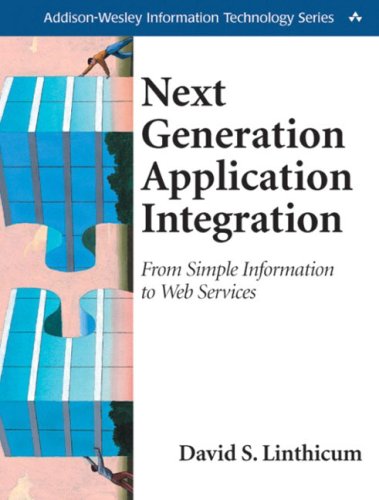 Addison-Wesley Information Technology Series
Next
Generation
Application
Integration
From Simple Information
to Web Services
David S. Linthicum